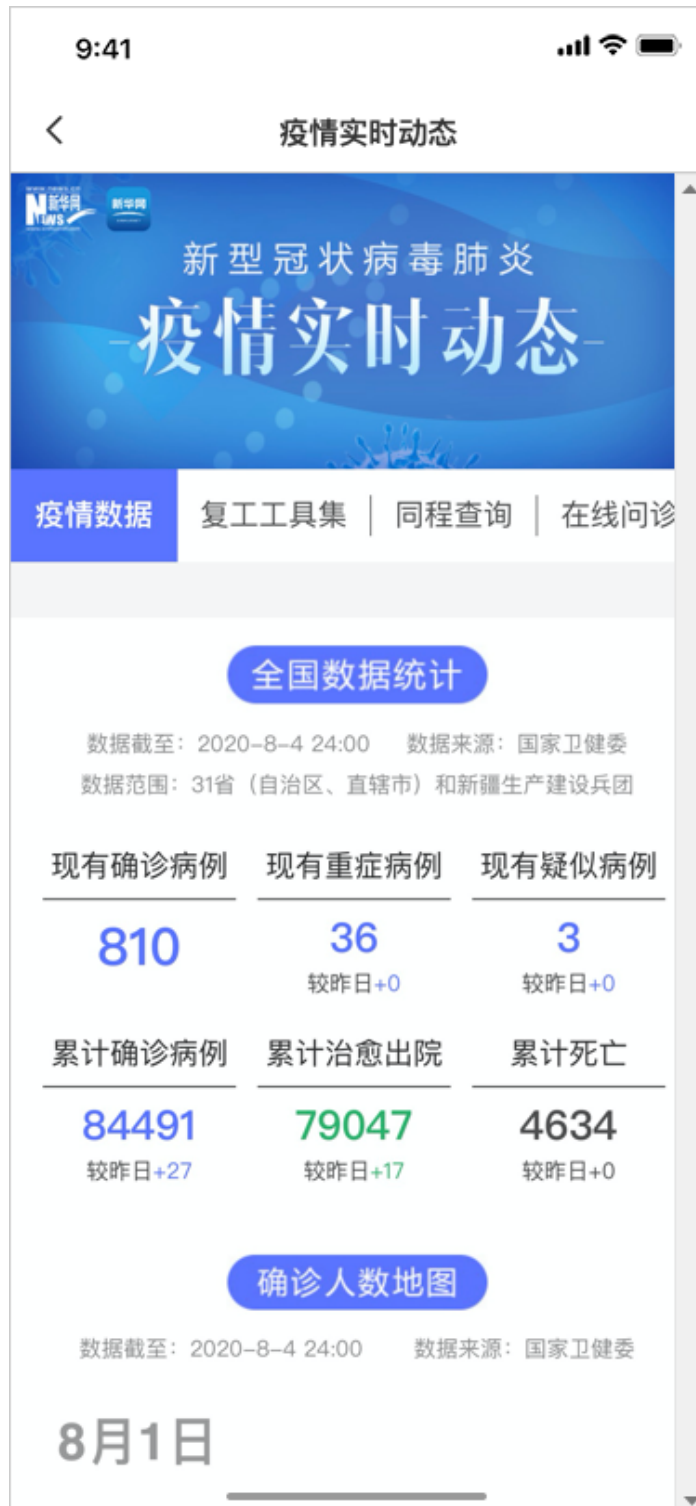 9:41
疫情实时动态
www.news.cn
新华网
NEWS
新华网
新型冠状病毒肺炎
-疫情实时动态-
疫情数据 复工工具集 | 同程查询 | 在线问诊
全国数据统计
数据截至：2020-8-4 24:00 数据来源：国家卫健委
数据范围：31省（自治区、直辖市）和新疆生产建设兵团
现有确诊病例 现有重症病例 现有疑似病例
810 36 3
较昨日+0 较昨日+0
累计确诊病例 累计治愈出院 累计死亡
84491 79047 4634
较昨日+27 较昨日+17 较昨日+0
确诊人数地图
数据截至：2020-8-4 24:00 数据来源：国家卫健委
8月1日